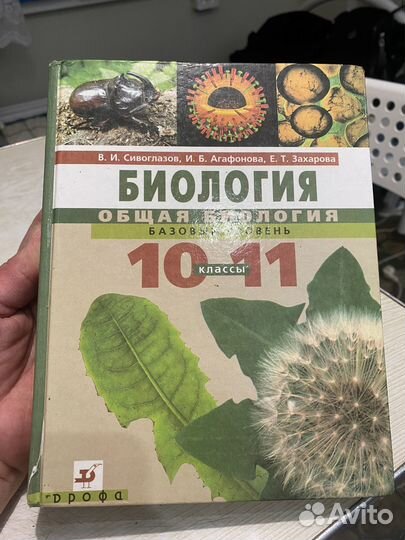 В. И. Сивоглазов, И. Б. Агафонова, Е. Т. Захарова
БИОЛОГИЯ
ОБЩАЯ БИОЛОГИЯ
БАЗОВЫЙ УРОВЕНЬ
10-11
классы
дрофа
Avito